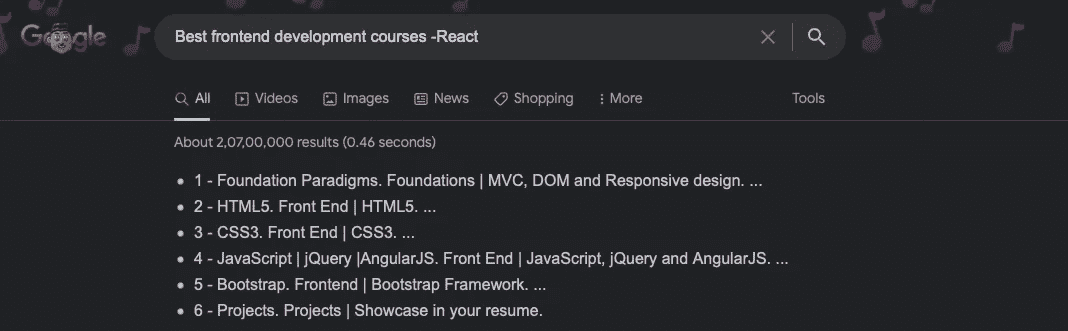 Google
Best frontend development courses -React
All Videos Images News Shopping More Tools
About 2,07,00,000 results (0.46 seconds)
1 - Foundation Paradigms. Foundations | MVC, DOM and Responsive design. ...
2 - HTML5. Front End | HTML5. ...
3 - CSS3. Front End | CSS3. ...
4 - JavaScript | jQuery |AngularJS. Front End | JavaScript, jQuery and AngularJS. ...
5 - Bootstrap. Frontend | Bootstrap Framework. ...
6 - Projects. Projects | Showcase in your resume.